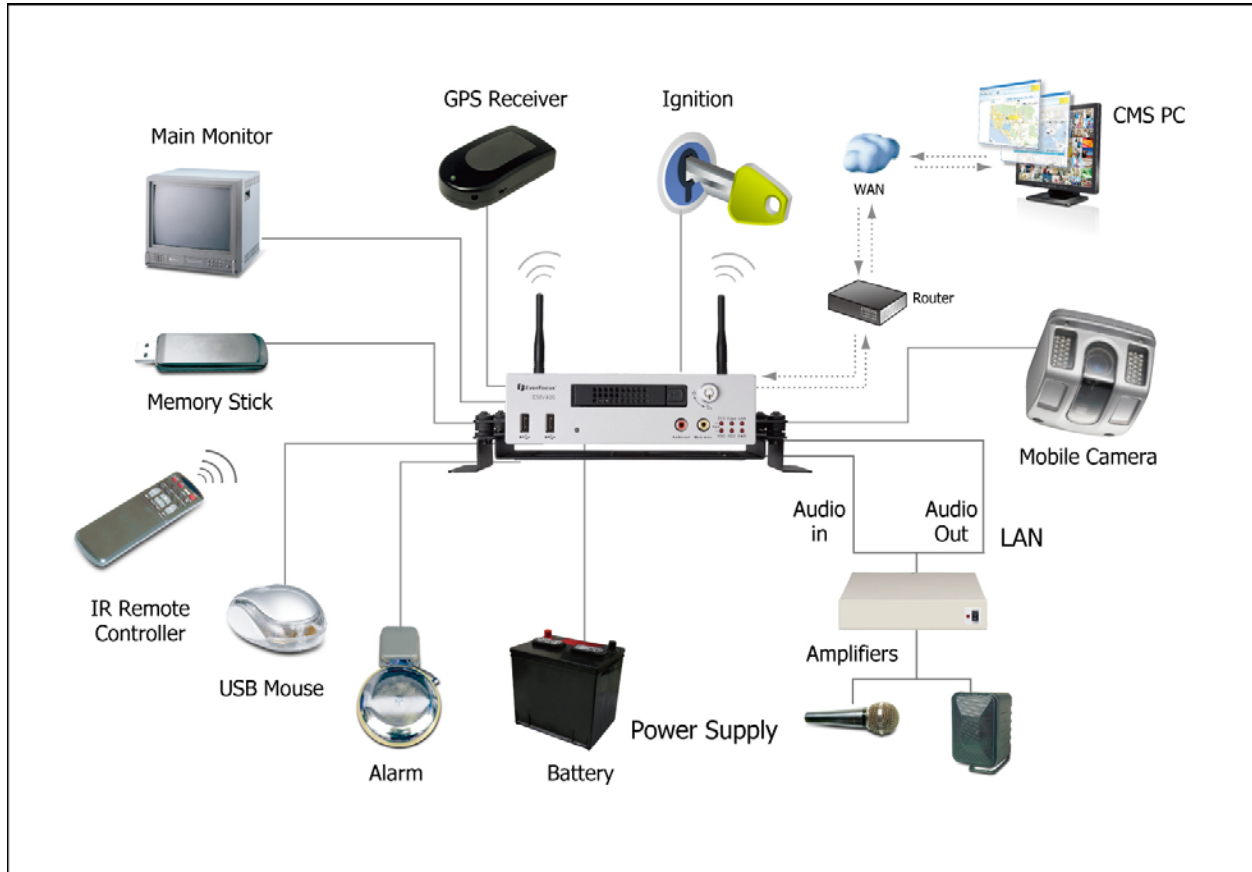 GPS Receiver
Ignition
Main Monitor
CMS PC
WAN
Router
Memory Stick
EverFocus
Mobile Camera
Audio
in
Audio
Out
LAN
IR Remote
Controller
USB Mouse
Amplifiers
Power Supply
Alarm
Battery